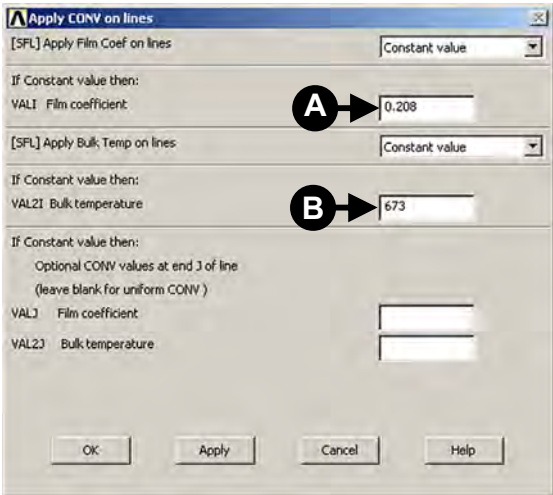 Apply CONV on lines
[SFL] Apply Film Coef on lines Constant value
If Constant value then:
VALI Film coefficient A 0.208
[SFL] Apply Bulk Temp on lines Constant value
If Constant value then:
VAL2I Bulk temperature B 673
If Constant value then:
Optional CONV values at end J of line
(leave blank for uniform CONV )
VALJ Film coefficient
VAL2J Bulk temperature
OK Apply Cancel Help